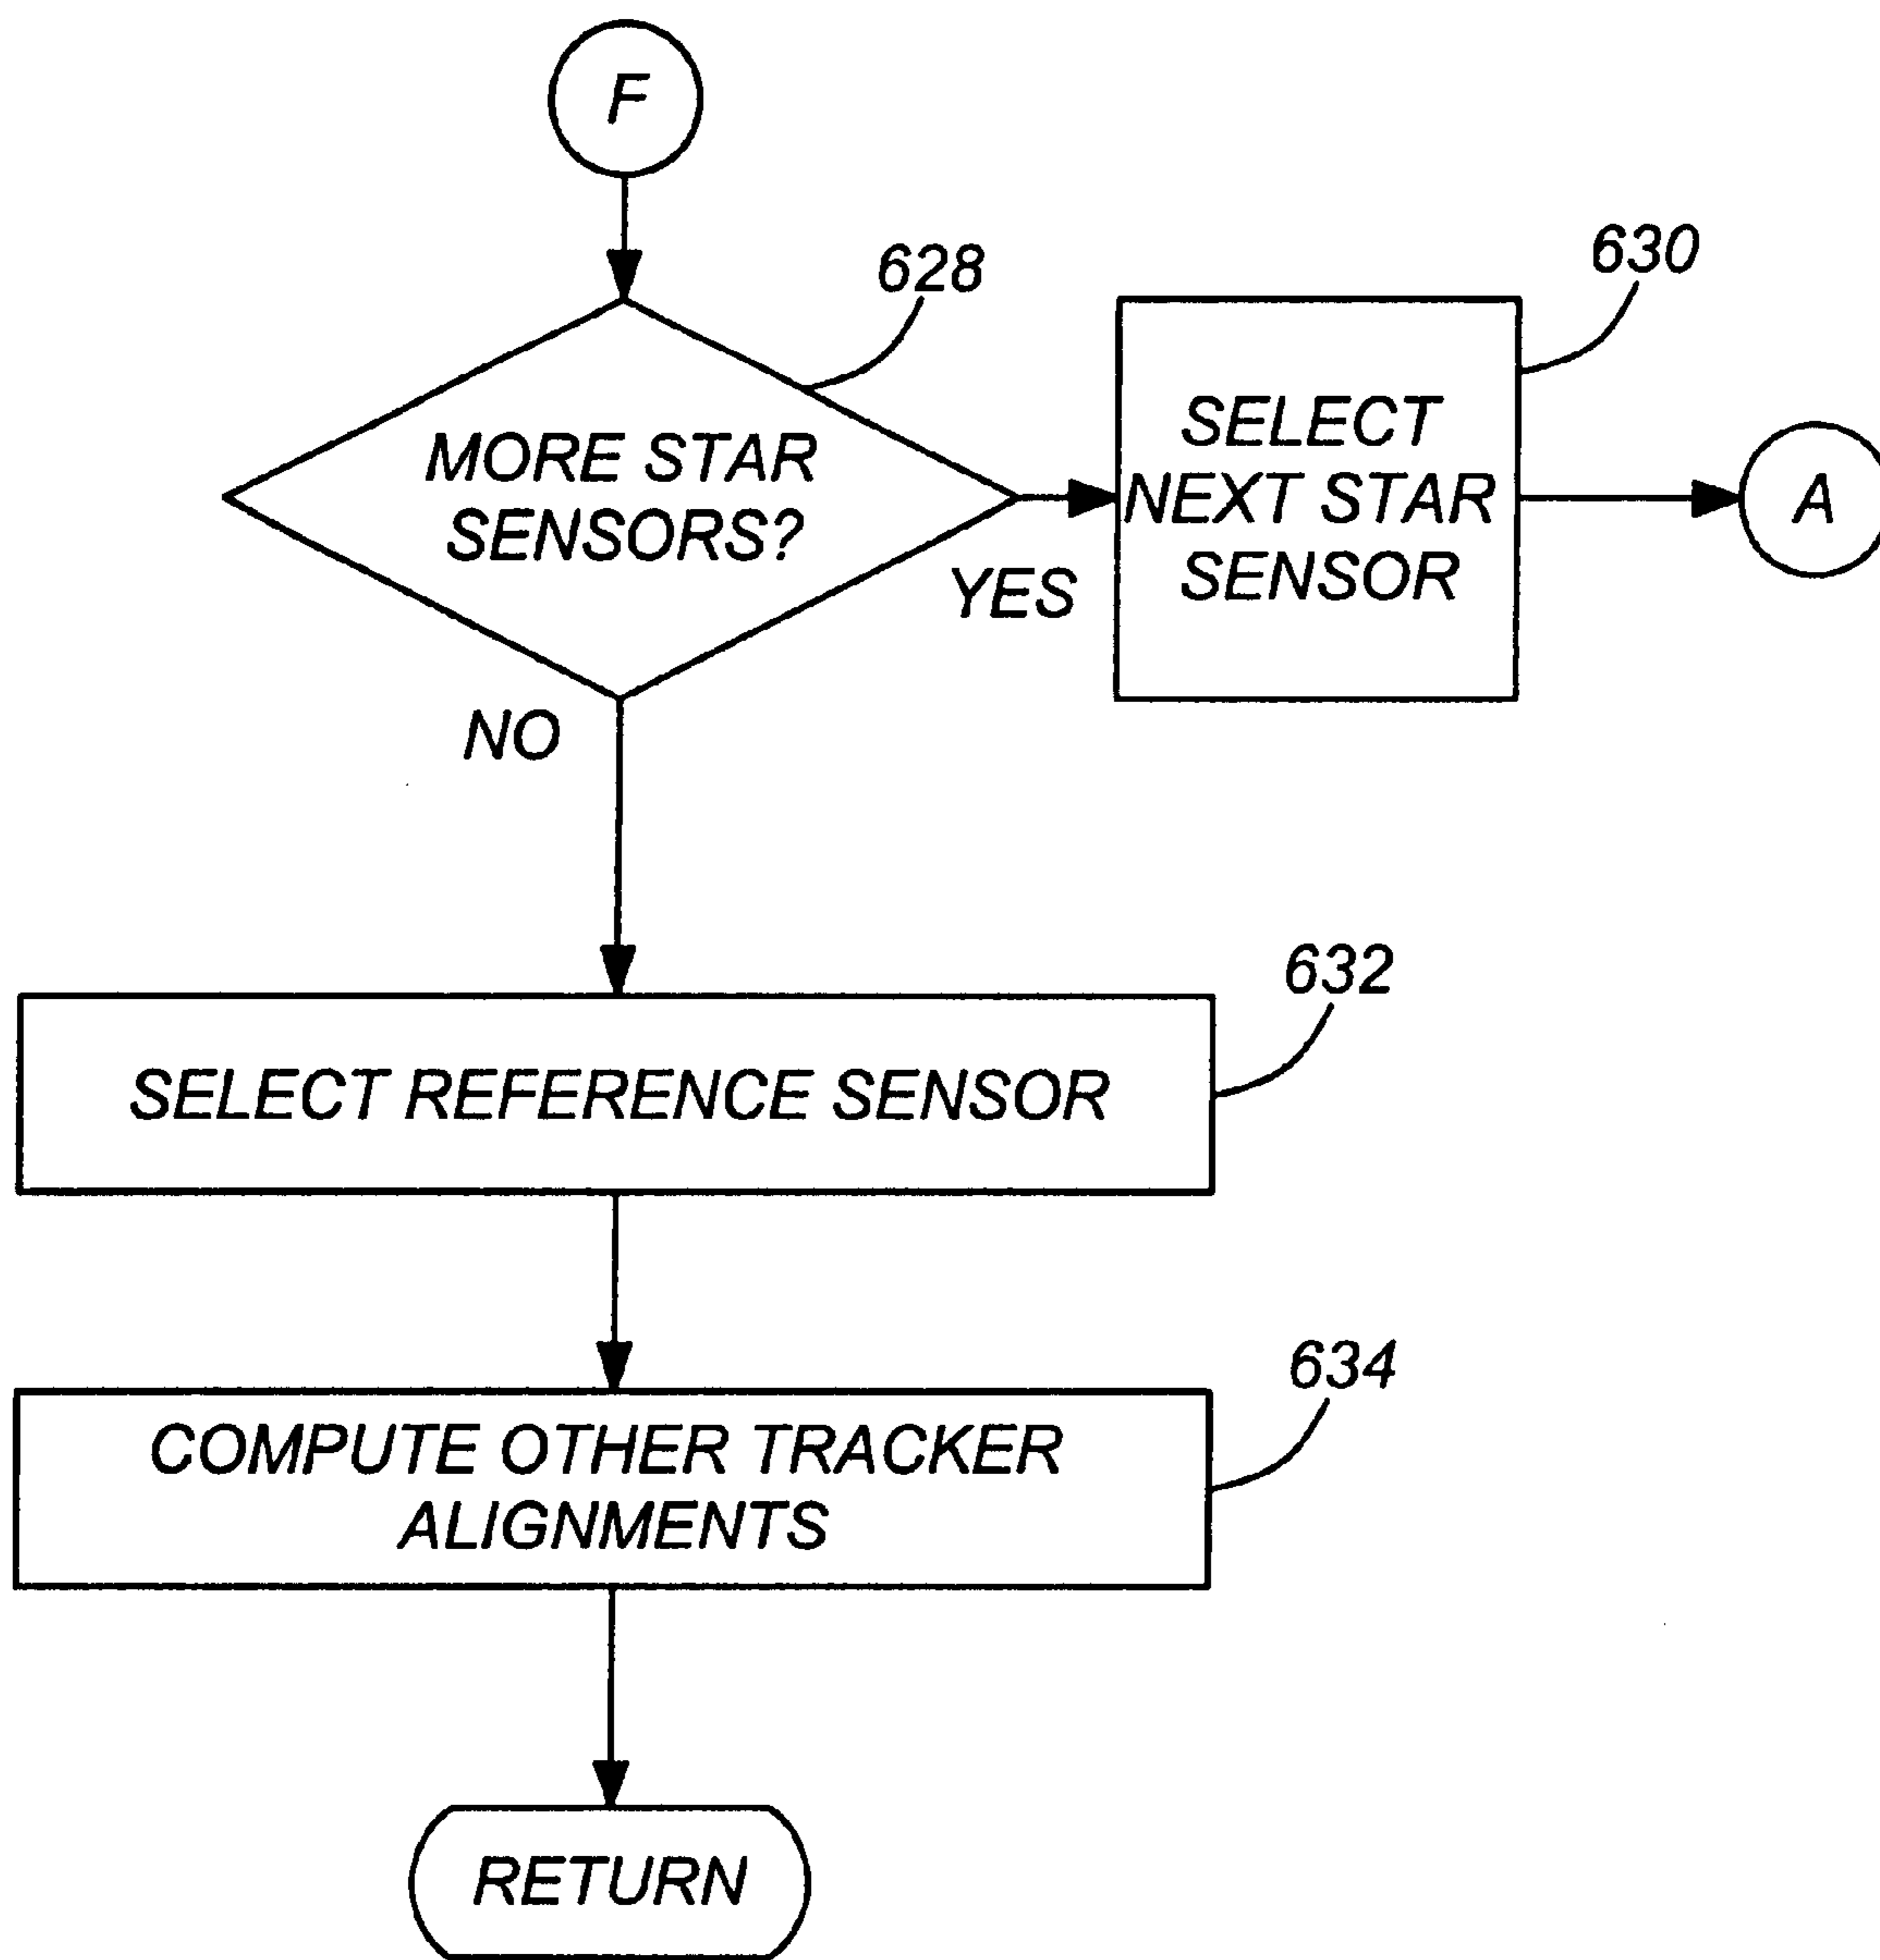 F
628
630
MORE STAR
SENSORS?
YES
SELECT
NEXT STAR
SENSOR
A
NO
632
SELECT REFERENCE SENSOR
634
COMPUTE OTHER TRACKER
ALIGNMENTS
RETURN